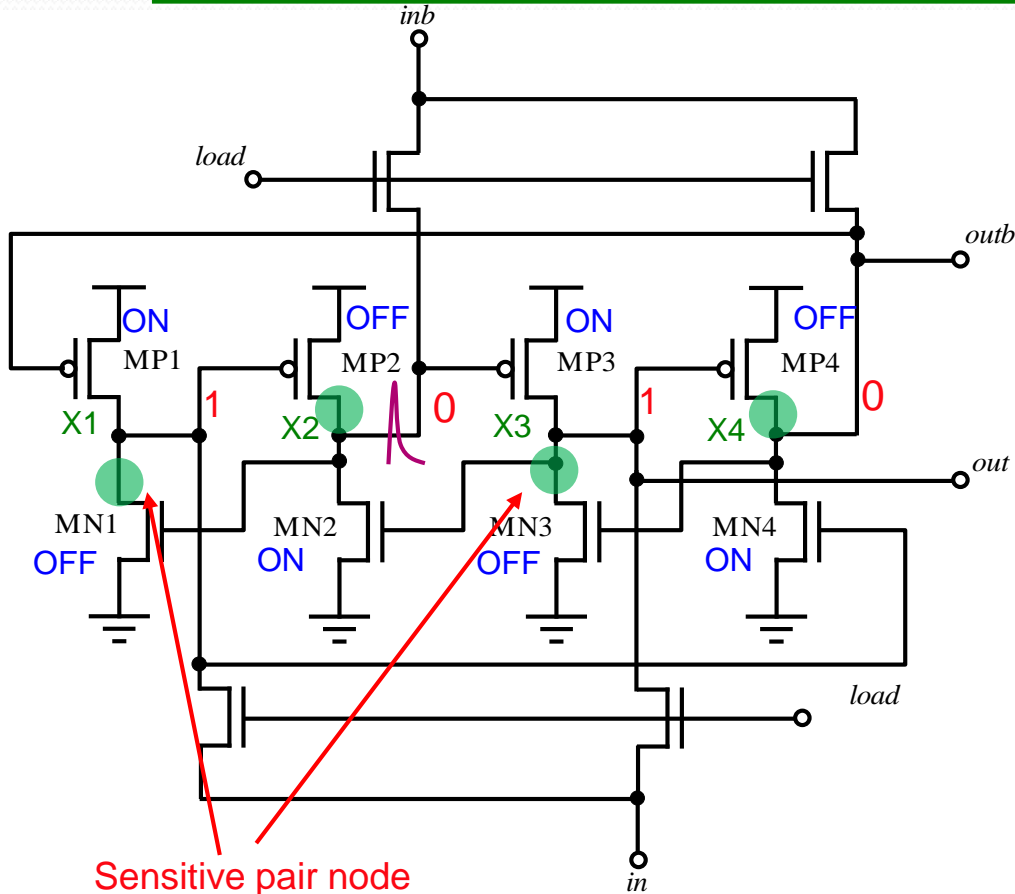 inb
load
outb
ON
OFF
ON
OFF
MP1
MP2
MP3
MP4
X1
1
X2
0
X3
1
X4
0
out
MN1
MN2
MN3
MN4
OFF
ON
OFF
ON
load
Sensitive pair node
in